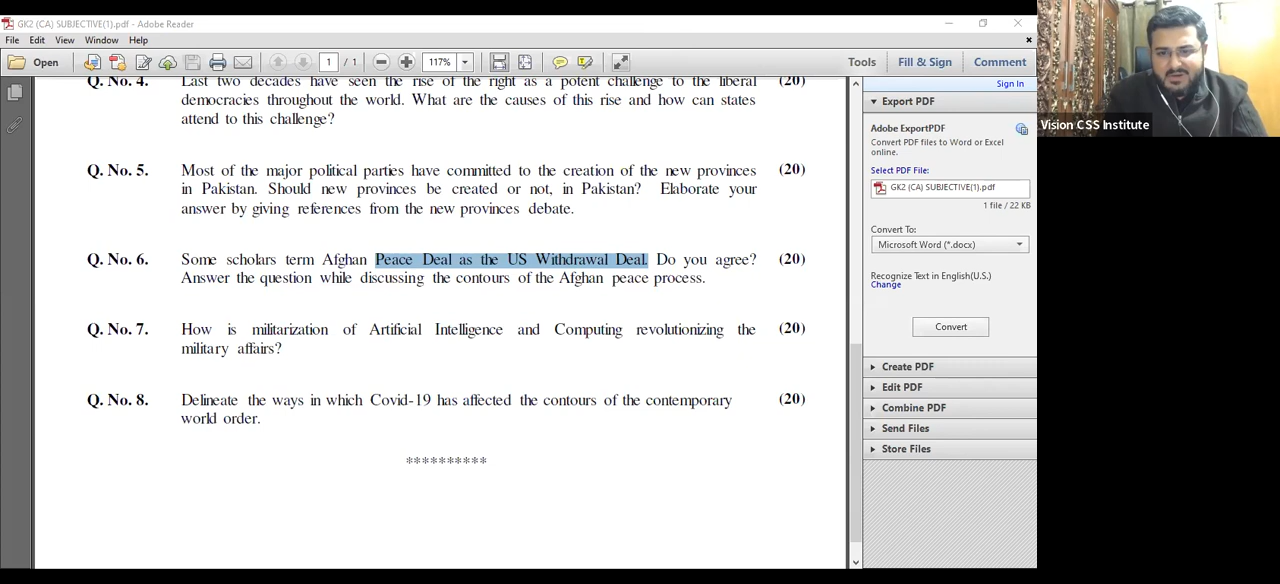 GK2 (CA) SUBJECTIVE(1).pdf - Adobe Reader
File Edit View Window Help
Open
1 / 1
117%
Tools Fill & Sign Comment
Q. No. 4. Last two decades have seen the rise of the right as a potent challenge to the liberal (20)
democracies throughout the world. What are the causes of this rise and how can states
attend to this challenge?
Q. No. 5. Most of the major political parties have committed to the creation of the new provinces (20)
in Pakistan. Should new provinces be created or not, in Pakistan? Elaborate your
answer by giving references from the new provinces debate.
Q. No. 6. Some scholars term Afghan Peace Deal as the US Withdrawal Deal. Do you agree? (20)
Answer the question while discussing the contours of the Afghan peace process.
Q. No. 7. How is militarization of Artificial Intelligence and Computing revolutionizing the (20)
military affairs?
Q. No. 8. Delineate the ways in which Covid-19 has affected the contours of the contemporary (20)
world order.
**********
Sign In
Export PDF
Adobe ExportPDF
Convert PDF files to Word or Excel
online.
Select PDF File:
GK2 (CA) SUBJECTIVE(1).pdf
1 file / 22 KB
Convert To:
Microsoft Word (*.docx)
Recognize Text in English(U.S.)
Change
Convert
Create PDF
Edit PDF
Combine PDF
Send Files
Store Files
Vision CSS Institute